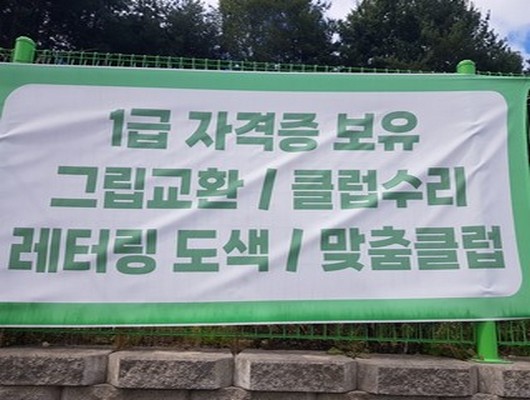 1급 자격증 보유
그립교환 / 클럽수리
레터링 도색 / 맞춤클럽